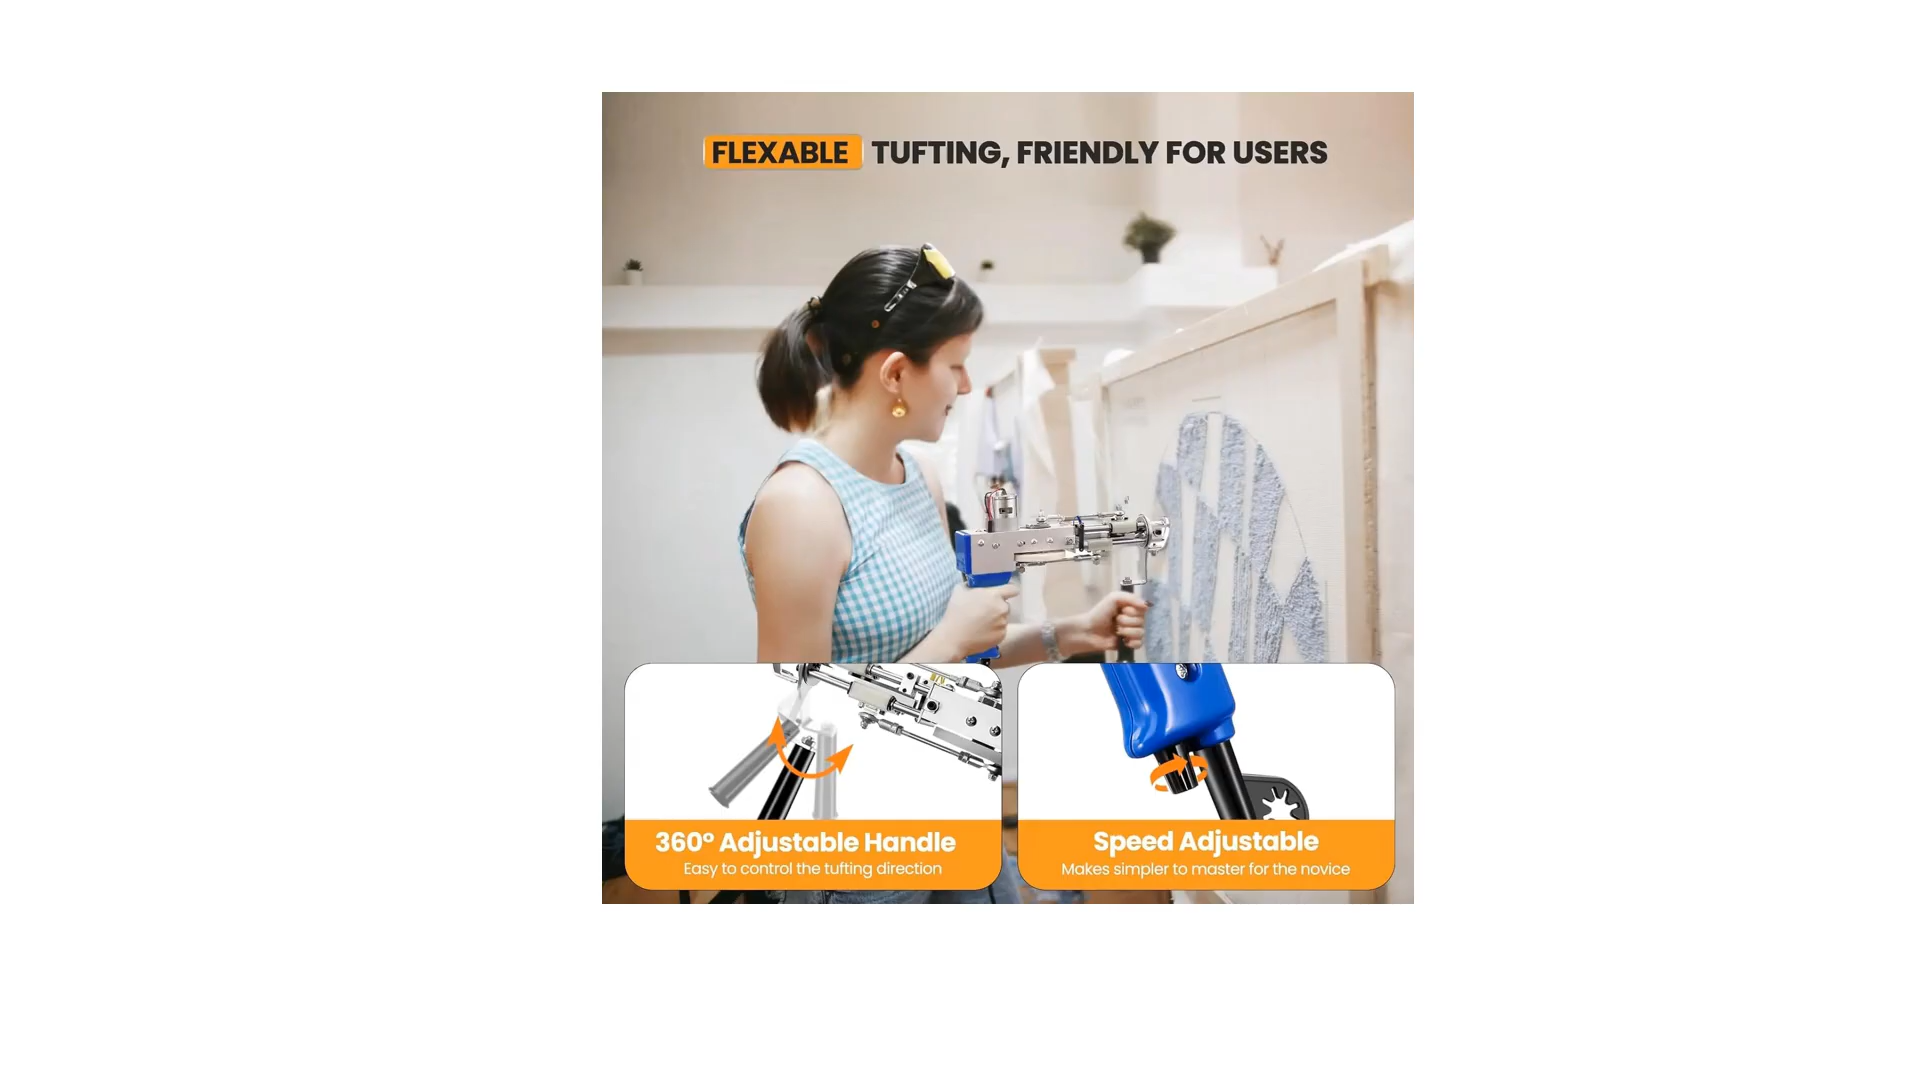 FLEXABLE TUFTING, FRIENDLY FOR USERS
360° Adjustable Handle
Easy to control the tufting direction
Speed Adjustable
Makes simpler to master for the novice